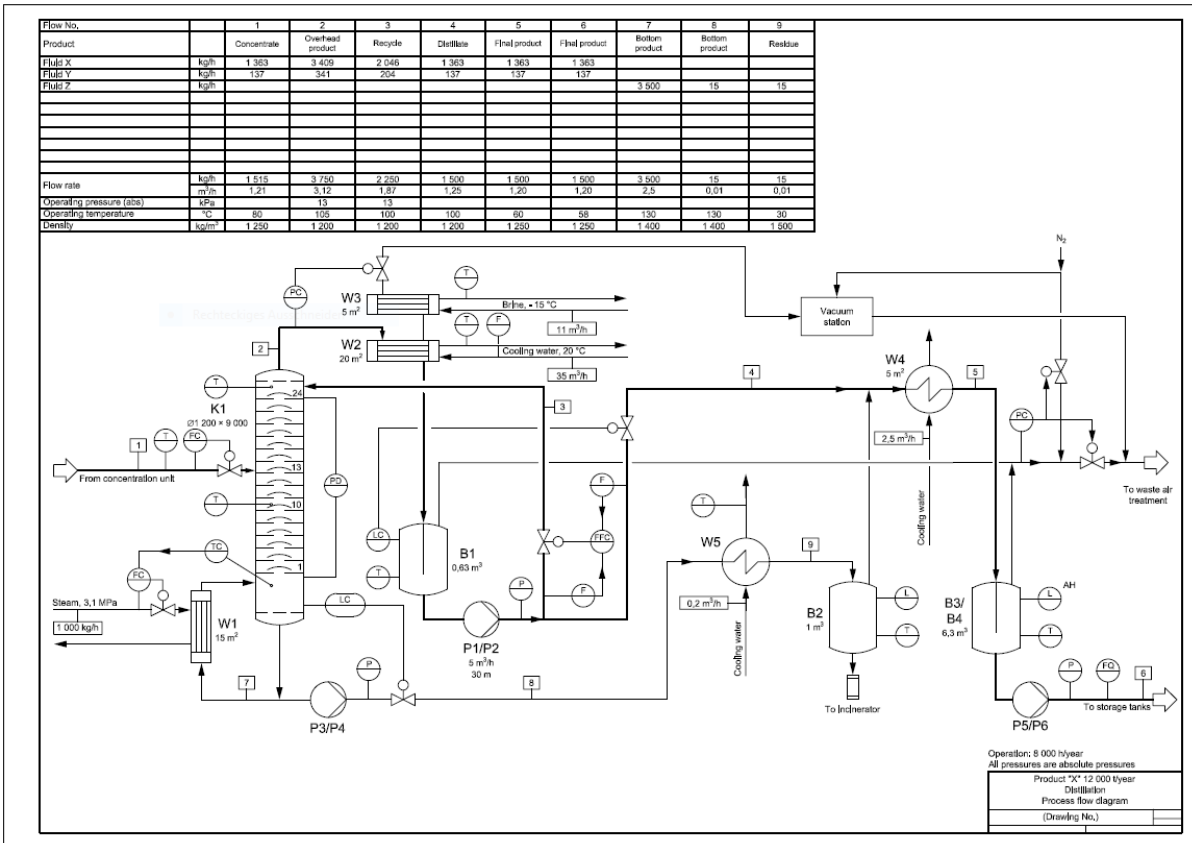 Flow No. 1 2 3 4 5 6 7 8 9
Product Concentrate Overhead product Recycle Distillate Final product Final product Bottom product Bottom product Residue
Fluid X kg/h 1 363 3 409 2 046 1 363 1 363 1 363
Fluid Y kg/h 137 341 204 137 137 137
Fluid Z kg/h 3 500 15 15
Flow rate kg/h 1 515 3 750 2 250 1 500 1 500 1 500 3 500 15 15
m³/h 1,21 3,12 1,87 1,25 1,20 1,20 2,5 0,01 0,01
Operating pressure (abs) kPa 13 13
Operating temperature °C 80 105 100 100 60 58 130 130 30
Density kg/m³ 1 250 1 200 1 200 1 200 1 250 1 250 1 400 1 400 1 500
N₂
PC
W3
5 m²
T
Brine, - 15 °C
11 m³/h
Vacuum
station
Rechteckiges
W2
20 m²
T
F
Cooling water, 20 °C
35 m³/h
2
W4
5 m²
4
5
T
K1
Ø1 200 × 9 000
24
3
PC
2,5 m³/h
1
T
FC
From concentration unit
13
PD
T
10
F
To waste air
treatment
T
W5
9
Cooling water
LC
B1
0,63 m³
FFC
TC
1
T
FC
P
F
Steam, 3,1 MPa
1 000 kg/h
W1
15 m²
LC
0,2 m³/h
B2
1 m³
L
T
AH
L
B3/
B4
6,3 m³
T
P1/P2
5 m³/h
30 m
Cooling water
7
P
8
P3/P4
To incinerator
P
FQ
6
To storage tanks
P5/P6
Operation: 8 000 h/year
All pressures are absolute pressures
Product "X" 12 000 t/year
Distillation
Process flow diagram
(Drawing No.)